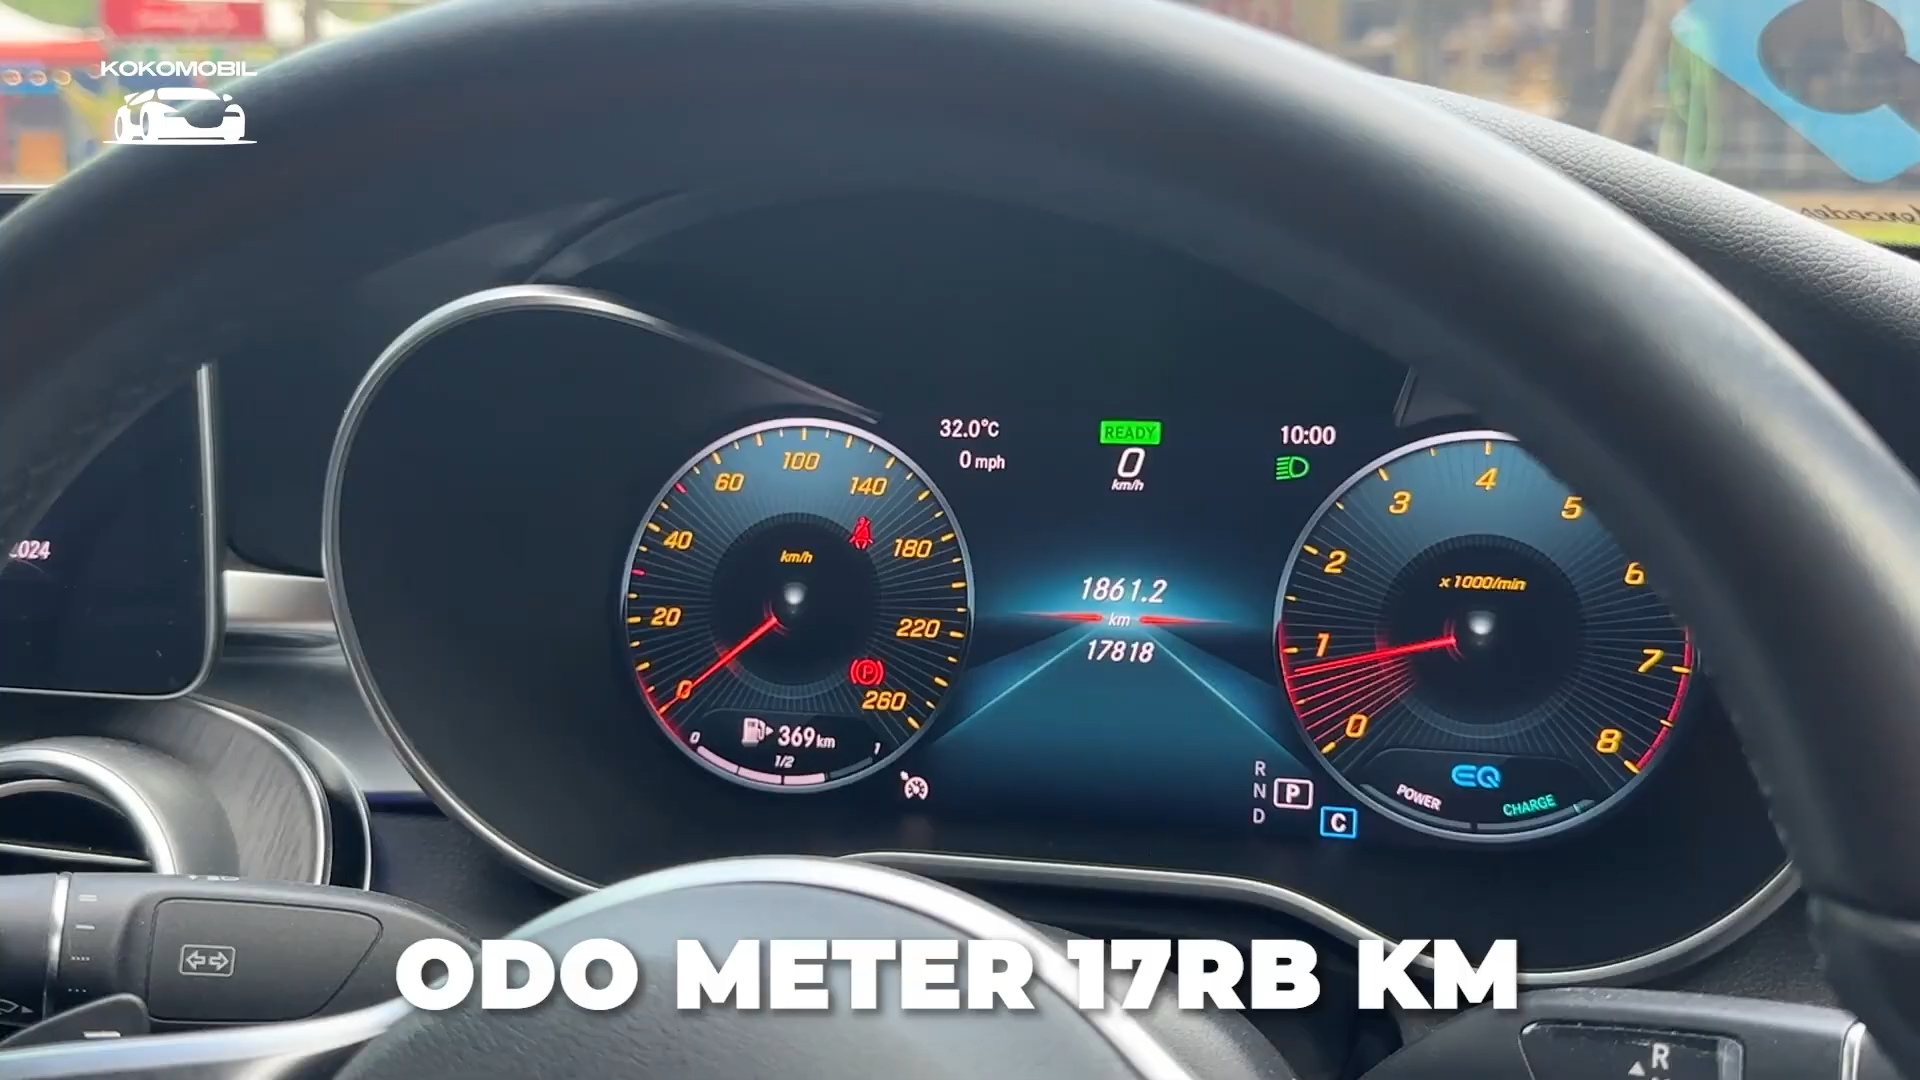 KOKOMOBIL
32.0°C
0 mph
READY
0
km/h
10:00
0 20 40 60 100 140 180 220 260
km/h
P
369 km
0 1/2 1
1861.2
km
17818
R
N
D
P
C
0 1 2 3 4 5 6 7 8
x 1000/min
EQ
POWER
CHARGE
ODO METER 17RB KM
R